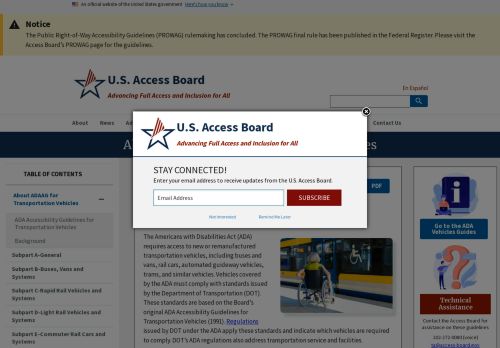 An official website of the United States government Here's how you know
Notice
The Public Right-of-Way Accessibility Guidelines (PROWAG) rulemaking has concluded. The PROWAG final rule has been published in the Federal Register. Please visit the
Access Board's PROWAG page for the guidelines.
U.S. Access Board
Advancing Full Access and Inclusion for All
En Español
About News Contact Us
U.S. Access Board
Advancing Full Access and Inclusion for All
STAY CONNECTED!
Enter your email address to receive updates from the U.S. Access Board.
Email Address
SUBSCRIBE
Not Interested Remind Me Later
TABLE OF CONTENTS
About ADAAG for
Transportation Vehicles
ADA Accessibility Guidelines for
Transportation Vehicles
Background
Subpart A-General
Subpart B-Buses, Vans and
Systems
Subpart C-Rapid Rail Vehicles and
Systems
Subpart D-Light Rail Vehicles and
Systems
Subpart E-Commuter Rail Cars and
Systems
PDF
The Americans with Disabilities Act (ADA)
requires access to new or remanufactured
transportation vehicles, including buses and
vans, rail cars, automated guideway vehicles,
trams, and similar vehicles. Vehicles covered
by the ADA must comply with standards issued
by the Department of Transportation (DOT).
These standards are based on the Board's
original ADA Accessibility Guidelines for
Transportation Vehicles (1991). Regulations
issued by DOT under the ADA apply these standards and indicate which vehicles are required
to comply. DOT's ADA regulations also address transportation service and facilities.
Go to the ADA
Vehicles Guides
Technical
Assistance
Contact the Access Board for
assistance on these guidelines
202-272-0080 (voice)
ta@access-board.gov